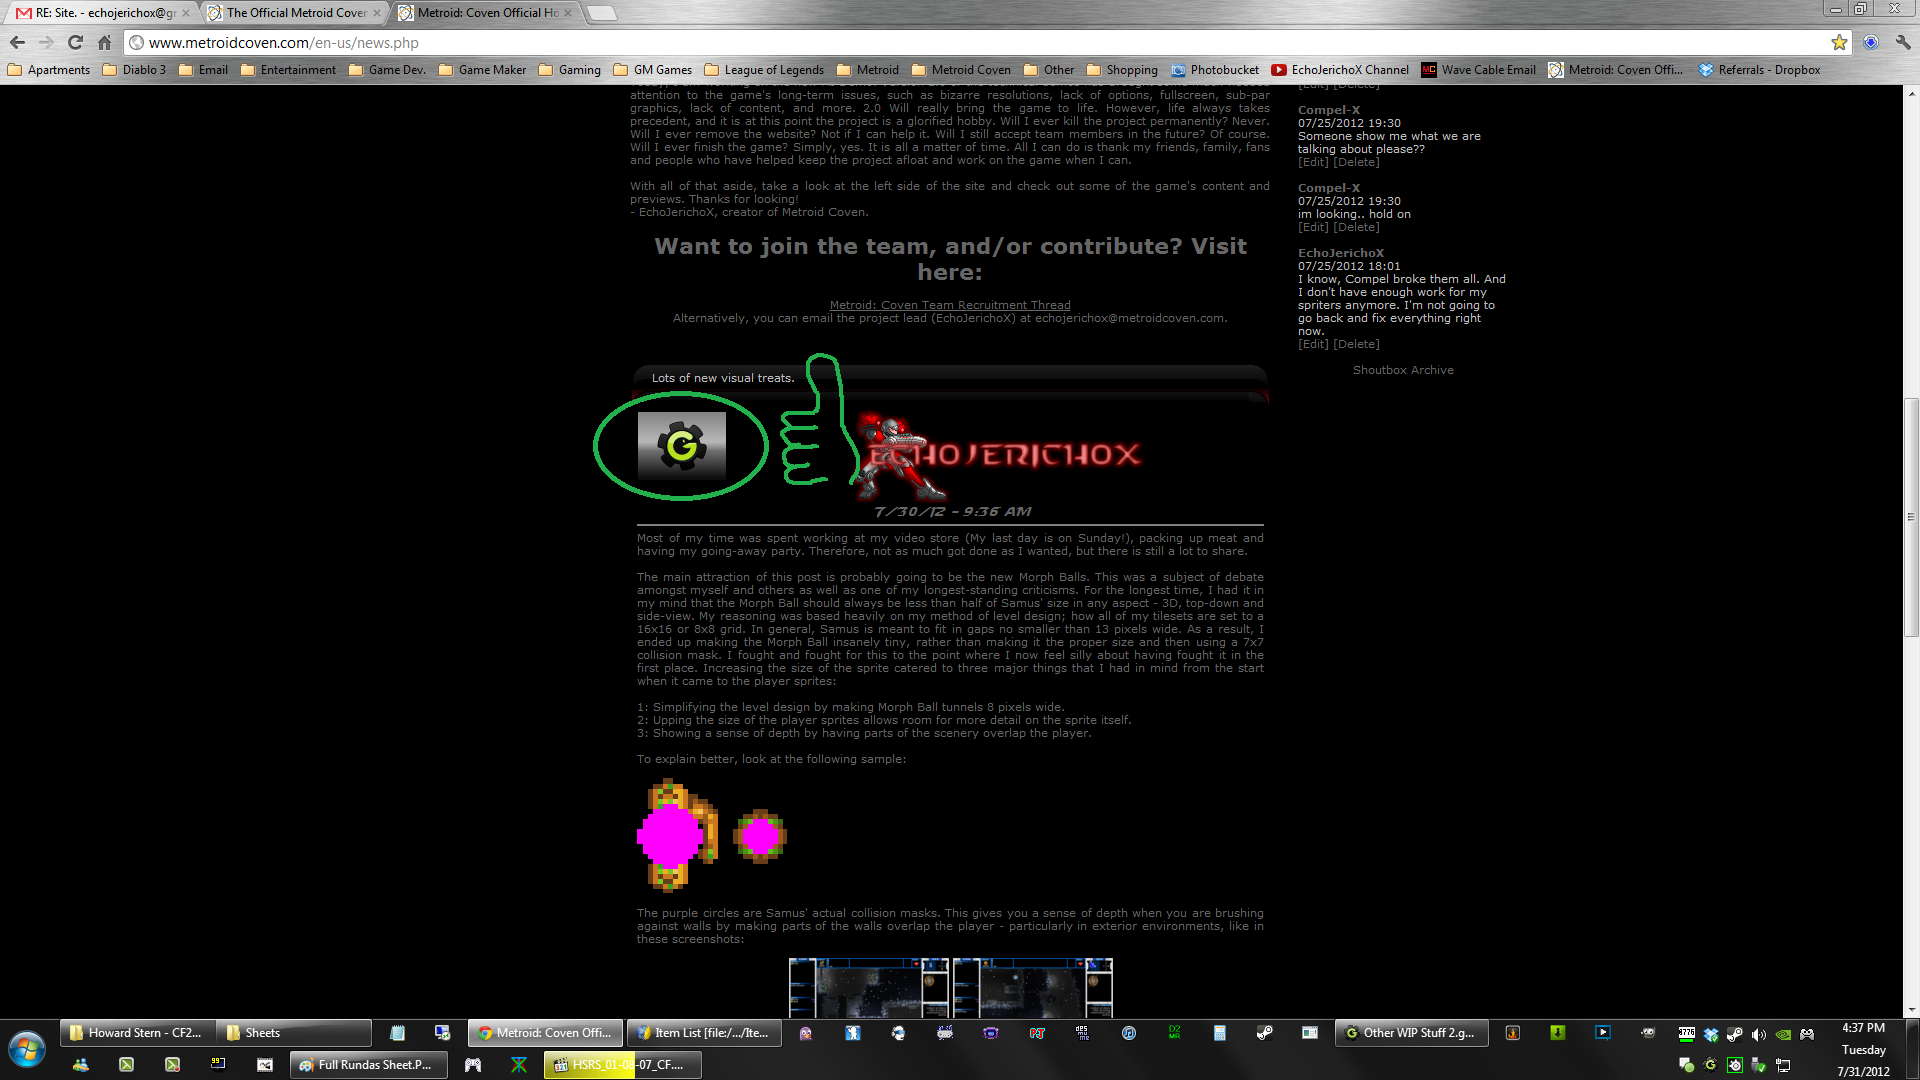 RE: Site. - echojerichox@gr
The Official Metroid Cover
Metroid: Coven Official Ho
www.metroidcoven.com/en-us/news.php
Apartments Diablo 3 Email Entertainment Game Dev. Game Maker Gaming GM Games League of Legends Metroid Metroid Coven Other Shopping Photobucket EchoJerichoX Channel Wave Cable Email Metroid: Coven Offi... Referrals - Dropbox
attention to the game's long-term issues, such as bizarre resolutions, lack of options, fullscreen, sub-par
graphics, lack of content, and more. 2.0 Will really bring the game to life. However, life always takes
precedent, and it is at this point the project is a glorified hobby. Will I ever kill the project permanently? Never.
Will I ever remove the website? Not if I can help it. Will I still accept team members in the future? Of course.
Will I ever finish the game? Simply, yes. It is all a matter of time. All I can do is thank my friends, family, fans
and people who have helped keep the project afloat and work on the game when I can.
With all of that aside, take a look at the left side of the site and check out some of the game's content and
previews. Thanks for looking!
- EchoJerichoX, creator of Metroid Coven.
Want to join the team, and/or contribute? Visit
here:
Metroid: Coven Team Recruitment Thread
Alternatively, you can email the project lead (EchoJerichoX) at echojerichox@metroidcoven.com.
[Edit] [Delete]
Compel-X
07/25/2012 19:30
Someone show me what we are
talking about please??
[Edit] [Delete]
Compel-X
07/25/2012 19:30
im looking.. hold on
[Edit] [Delete]
EchoJerichoX
07/25/2012 18:01
I know, Compel broke them all. And
I don't have enough work for my
spriters anymore. I'm not going to
go back and fix everything right
now.
[Edit] [Delete]
Shoutbox Archive
Lots of new visual treats.
ECHOJERICHOX
7/30/12 - 9:36 AM
Most of my time was spent working at my video store (My last day is on Sunday!), packing up meat and
having my going-away party. Therefore, not as much got done as I wanted, but there is still a lot to share.
The main attraction of this post is probably going to be the new Morph Balls. This was a subject of debate
amongst myself and others as well as one of my longest-standing criticisms. For the longest time, I had it in
my mind that the Morph Ball should always be less than half of Samus' size in any aspect - 3D, top-down and
side-view. My reasoning was based heavily on my method of level design; how all of my tilesets are set to a
16x16 or 8x8 grid. In general, Samus is meant to fit in gaps no smaller than 13 pixels wide. As a result, I
ended up making the Morph Ball insanely tiny, rather than making it the proper size and then using a 7x7
collision mask. I fought and fought for this to the point where I now feel silly about having fought it in the
first place. Increasing the size of the sprite catered to three major things that I had in mind from the start
when it came to the player sprites:
1: Simplifying the level design by making Morph Ball tunnels 8 pixels wide.
2: Upping the size of the player sprites allows room for more detail on the sprite itself.
3: Showing a sense of depth by having parts of the scenery overlap the player.
To explain better, look at the following sample:
The purple circles are Samus' actual collision masks. This gives you a sense of depth when you are brushing
against walls by making parts of the walls overlap the player - particularly in exterior environments, like in
these screenshots:
Howard Stern - CF2... Sheets Metroid: Coven Offi... Item List [file/.../Ite... Other WIP Stuff 2.g...
Full Rundas Sheet.P... HSRS_01-08-07_CF....
4:37 PM
Tuesday
7/31/2012